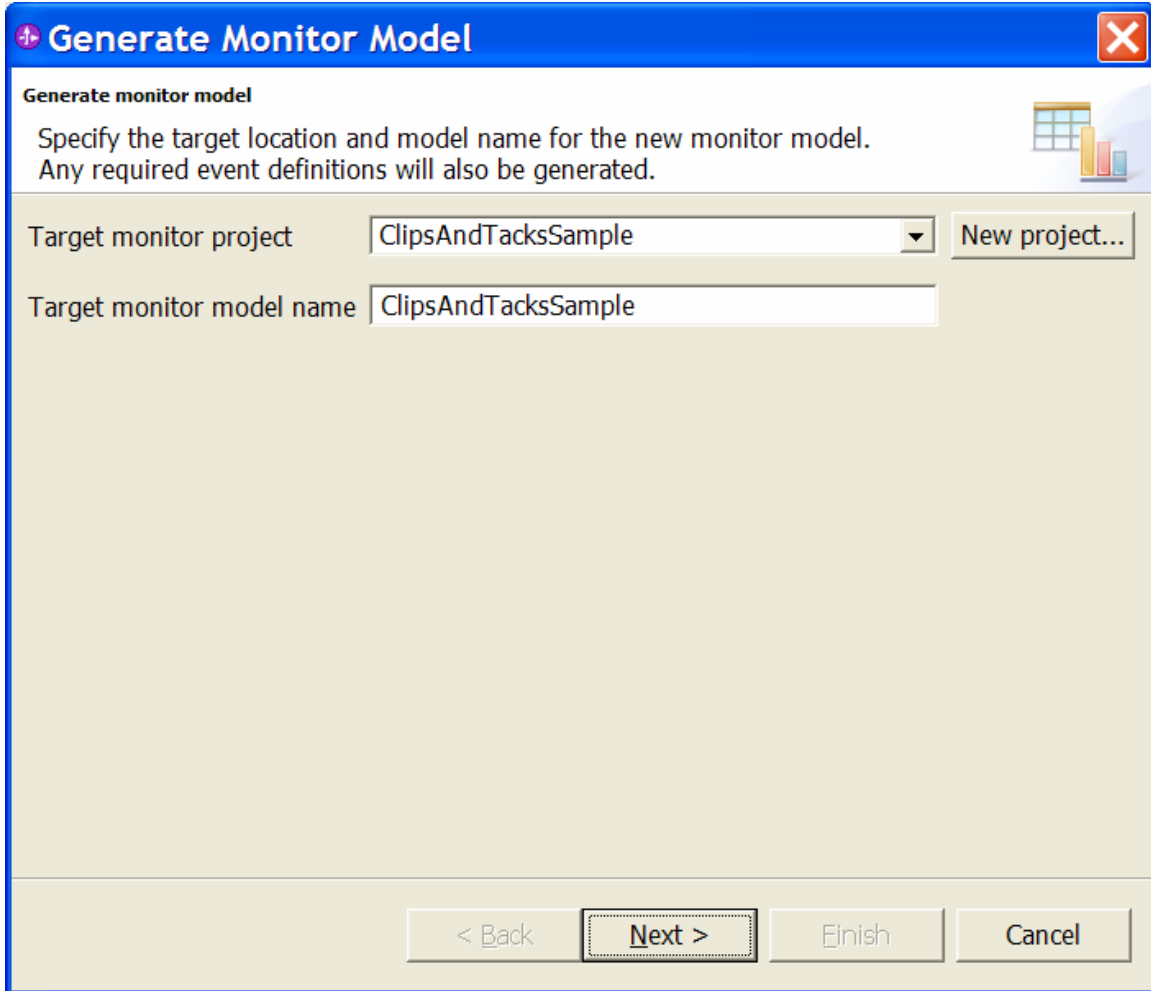 Generate Monitor Model
Generate monitor model
Specify the target location and model name for the new monitor model.
Any required event definitions will also be generated.
Target monitor project ClipsAndTacksSample New project...
Target monitor model name ClipsAndTacksSample
< Back Next > Finish Cancel